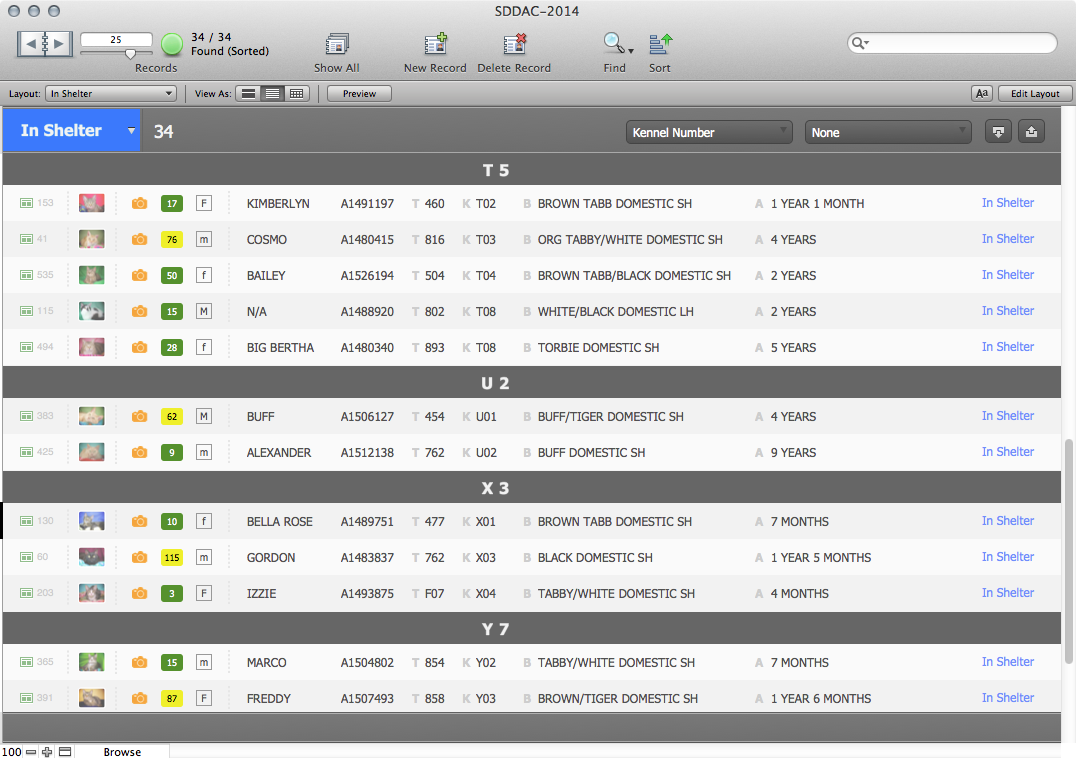 SDDAC-2014
25
34 / 34
Found (Sorted)
Records
Show All
New Record
Delete Record
Find
Sort
Layout: In Shelter
View As:
Preview
Aa
Edit Layout
In Shelter
34
Kennel Number
None
T 5
153 17 F KIMBERLYN A1491197 T 460 K T02 B BROWN TABB DOMESTIC SH A 1 YEAR 1 MONTH In Shelter
41 76 m COSMO A1480415 T 816 K T03 B ORG TABBY/WHITE DOMESTIC SH A 4 YEARS In Shelter
535 50 f BAILEY A1526194 T 504 K T04 B BROWN TABB/BLACK DOMESTIC SH A 2 YEARS In Shelter
115 15 M N/A A1488920 T 802 K T08 B WHITE/BLACK DOMESTIC LH A 2 YEARS In Shelter
494 28 f BIG BERTHA A1480340 T 893 K T08 B TORBIE DOMESTIC SH A 5 YEARS In Shelter
U 2
383 62 M BUFF A1506127 T 454 K U01 B BUFF/TIGER DOMESTIC SH A 4 YEARS In Shelter
425 9 m ALEXANDER A1512138 T 762 K U02 B BUFF DOMESTIC SH A 9 YEARS In Shelter
X 3
130 10 f BELLA ROSE A1489751 T 477 K X01 B BROWN TABB DOMESTIC SH A 7 MONTHS In Shelter
60 115 m GORDON A1483837 T 762 K X03 B BLACK DOMESTIC SH A 1 YEAR 5 MONTHS In Shelter
203 3 F IZZIE A1493875 T F07 K X04 B TABBY/WHITE DOMESTIC SH A 4 MONTHS In Shelter
Y 7
365 15 m MARCO A1504802 T 854 K Y02 B TABBY/WHITE DOMESTIC SH A 7 MONTHS In Shelter
391 87 F FREDDY A1507493 T 858 K Y03 B BROWN/TIGER DOMESTIC SH A 1 YEAR 6 MONTHS In Shelter
100
Browse